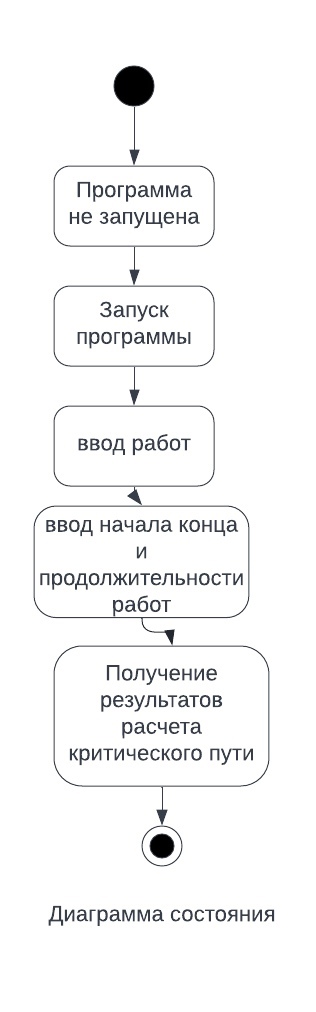 Программа
не запущена
Запуск
программы
ввод работ
ввод начала конца
и
продолжительности
работ
Получение
результатов
расчета
критического пути
Диаграмма состояния